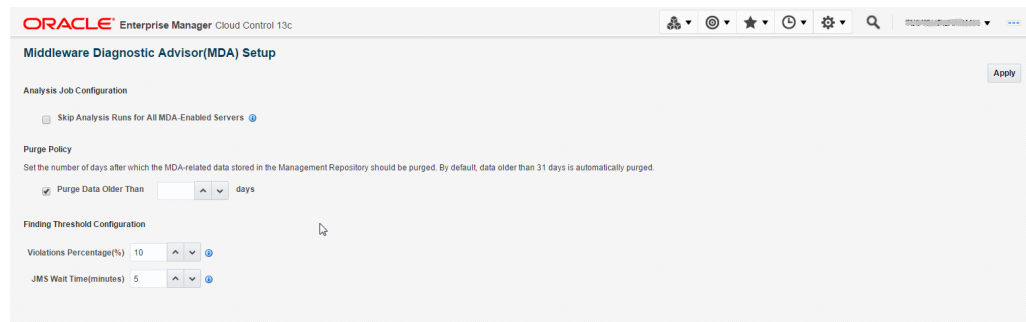 ORACLE Enterprise Manager Cloud Control 13c
Middleware Diagnostic Advisor(MDA) Setup
Apply
Analysis Job Configuration
Skip Analysis Runs for All MDA-Enabled Servers
Purge Policy
Set the number of days after which the MDA-related data stored in the Management Repository should be purged. By default, data older than 31 days is automatically purged.
Purge Data Older Than days
Finding Threshold Configuration
Violations Percentage(%) 10
JMS Wait Time(minutes) 5